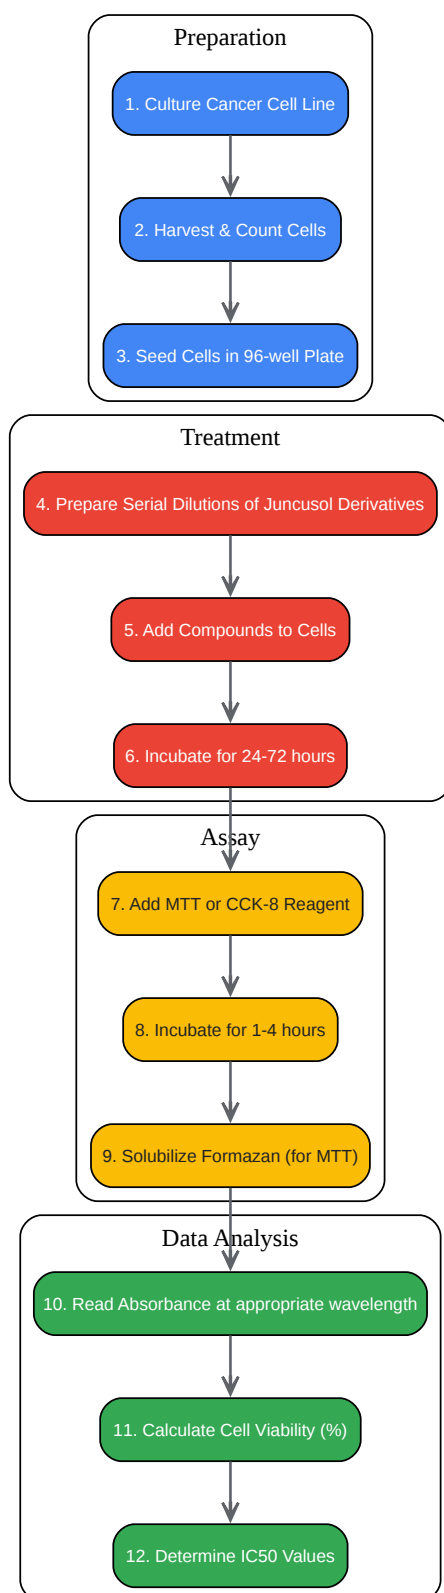 Preparation
1. Culture Cancer Cell Line
2. Harvest & Count Cells
3. Seed Cells in 96-well Plate
Treatment
4. Prepare Serial Dilutions of Juncusol Derivatives
5. Add Compounds to Cells
6. Incubate for 24-72 hours
Assay
7. Add MTT or CCK-8 Reagent
8. Incubate for 1-4 hours
9. Solubilize Formazan (for MTT)
Data Analysis
10. Read Absorbance at appropriate wavelength
11. Calculate Cell Viability (%)
12. Determine IC50 Values